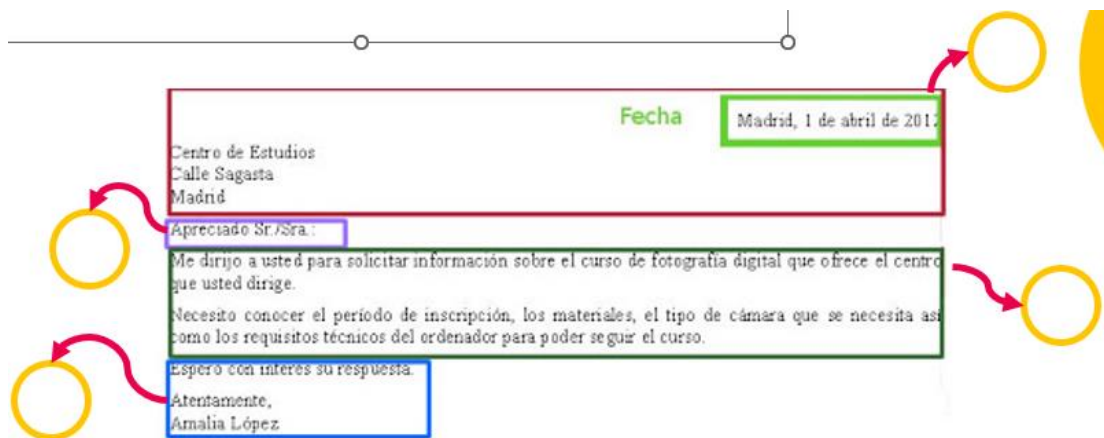 Fecha
Madrid, 1 de abril de 2012
Centro de Estudios
Calle Sagasta
Madrid
Apreciado Sr./Sra.:
Me dirijo a usted para solicitar información sobre el curso de fotografía digital que ofrece el centro
que usted dirige.
Necesito conocer el período de inscripción, los materiales, el tipo de cámara que se necesita así
como los requisitos técnicos del ordenador para poder seguir el curso.
Espero con interés su respuesta.
Atentamente,
Amalia López